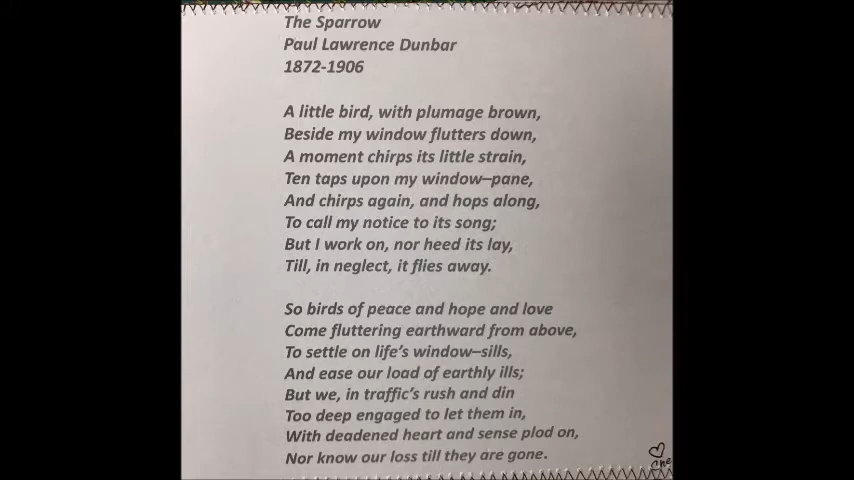 The Sparrow
Paul Lawrence Dunbar
1872-1906
A little bird, with plumage brown,
Beside my window flutters down,
A moment chirps its little strain,
Ten taps upon my window–pane,
And chirps again, and hops along,
To call my notice to its song;
But I work on, nor heed its lay,
Till, in neglect, it flies away.
So birds of peace and hope and love
Come fluttering earthward from above,
To settle on life's window–sills,
And ease our load of earthly ills;
But we, in traffic's rush and din
Too deep engaged to let them in,
With deadened heart and sense plod on,
Nor know our loss till they are gone.